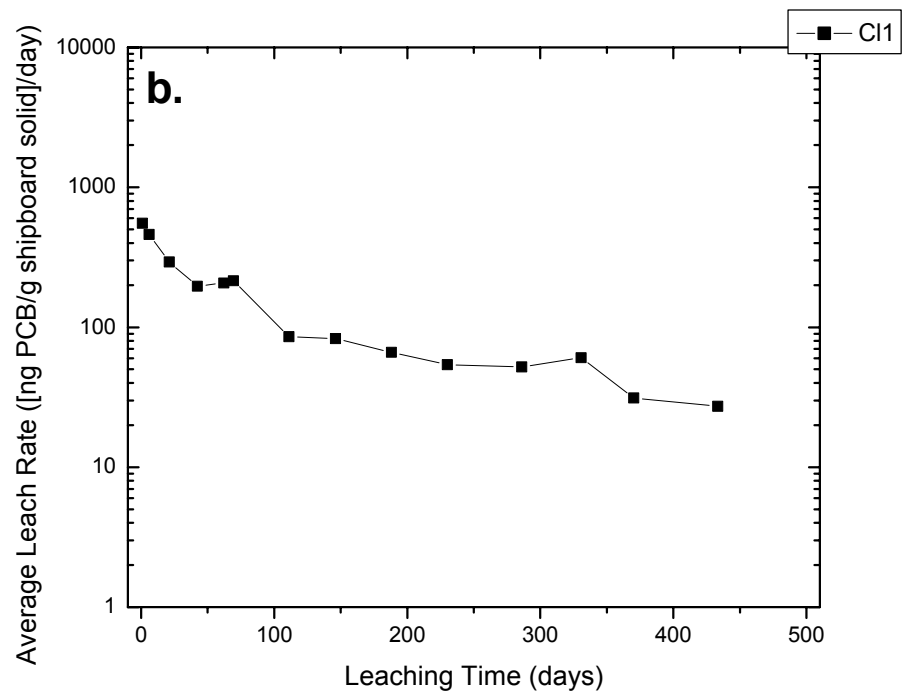 Cl1
b.
10000
1000
100
10
1
0 100 200 300 400 500
Average Leach Rate ([ng PCB/g shipboard solid]/day)
Leaching Time (days)